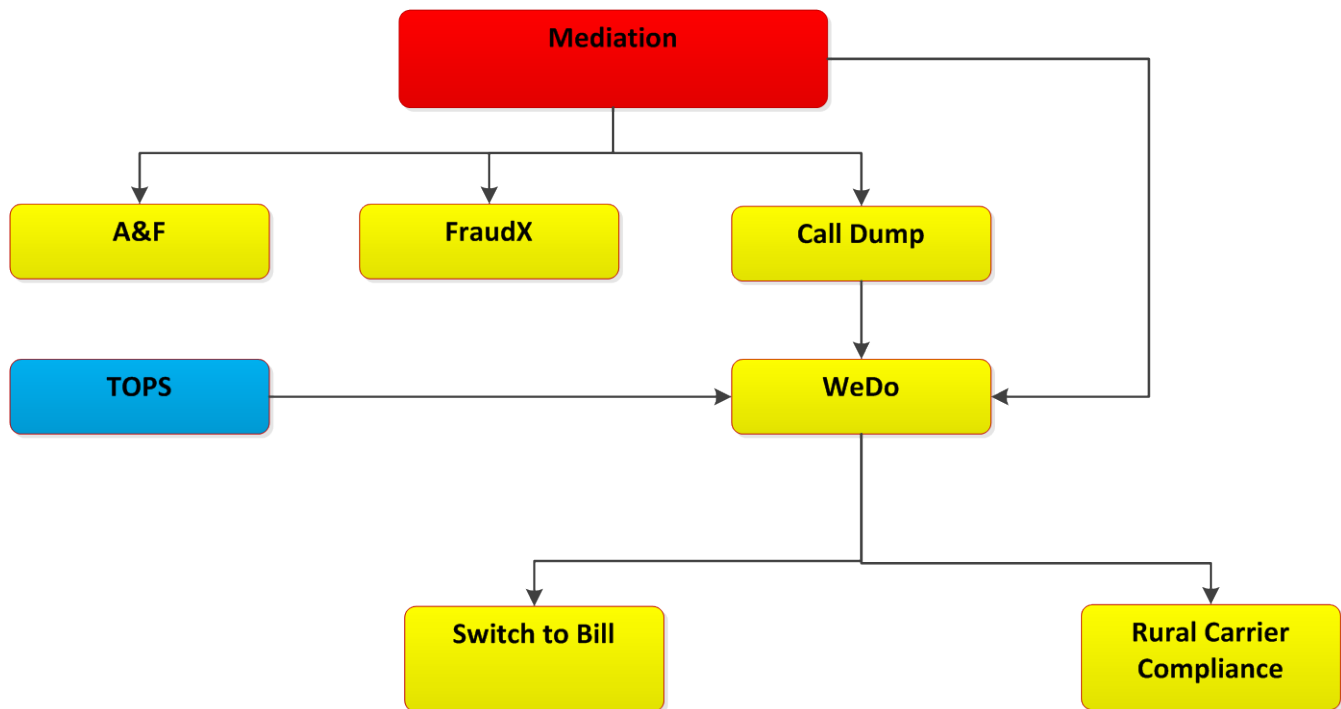 Mediation
A&F
FraudX
Call Dump
TOPS
WeDo
Switch to Bill
Rural Carrier
Compliance